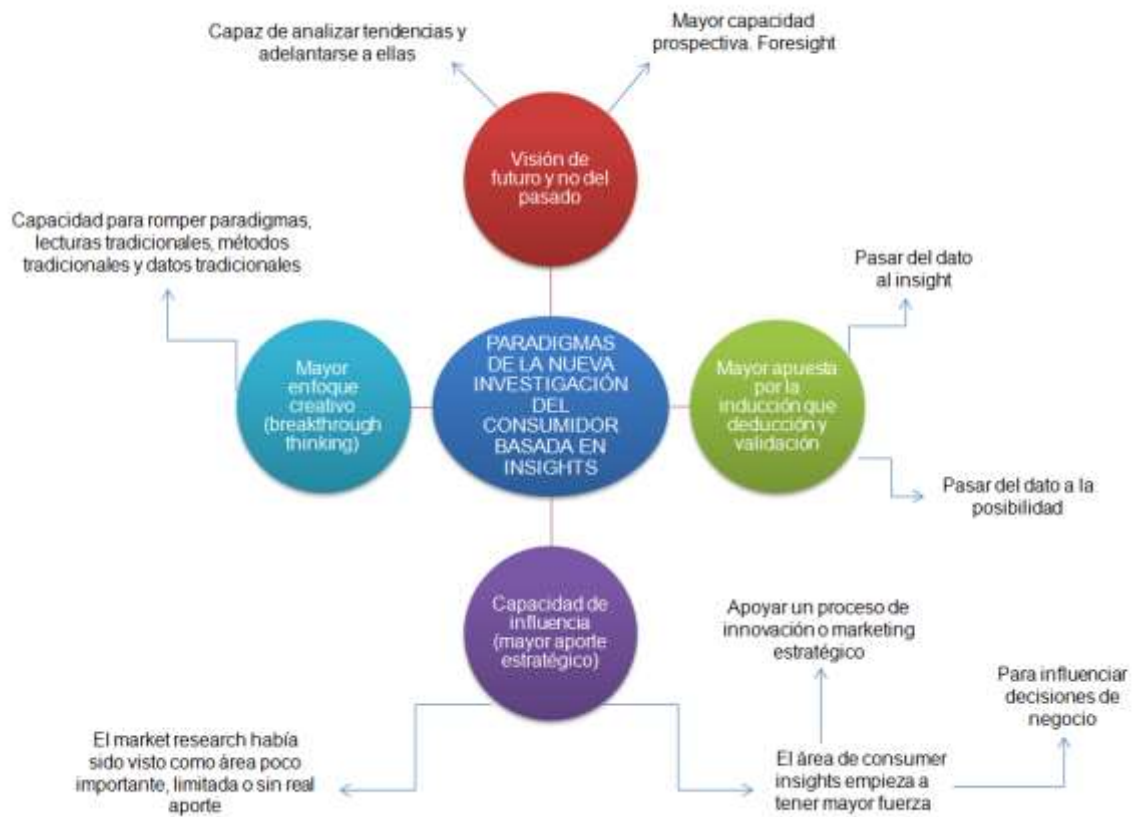 Capaz de analizar tendencias y
adelantarse a ellas
Mayor capacidad
prospectiva. Foresight
Visión de
futuro y no del
pasado
Capacidad para romper paradigmas,
lecturas tradicionales, métodos
tradicionales y datos tradicionales
Pasar del dato
al insight
Mayor
enfoque
creativo
(breakthrough
thinking)
PARADIGMAS
DE LA NUEVA
INVESTIGACIÓN
DEL
CONSUMIDOR
BASADA EN
INSIGHTS
Mayor apuesta
por la
inducción que
deducción y
validación
Pasar del dato a la
posibilidad
Capacidad de
influencia
(mayor aporte
estratégico)
Apoyar un proceso de
innovación o marketing
estratégico
Para influenciar
decisiones de
negocio
El market research había
sido visto como área poco
importante, limitada o sin real
aporte
El área de consumer
insights empieza a
tener mayor fuerza